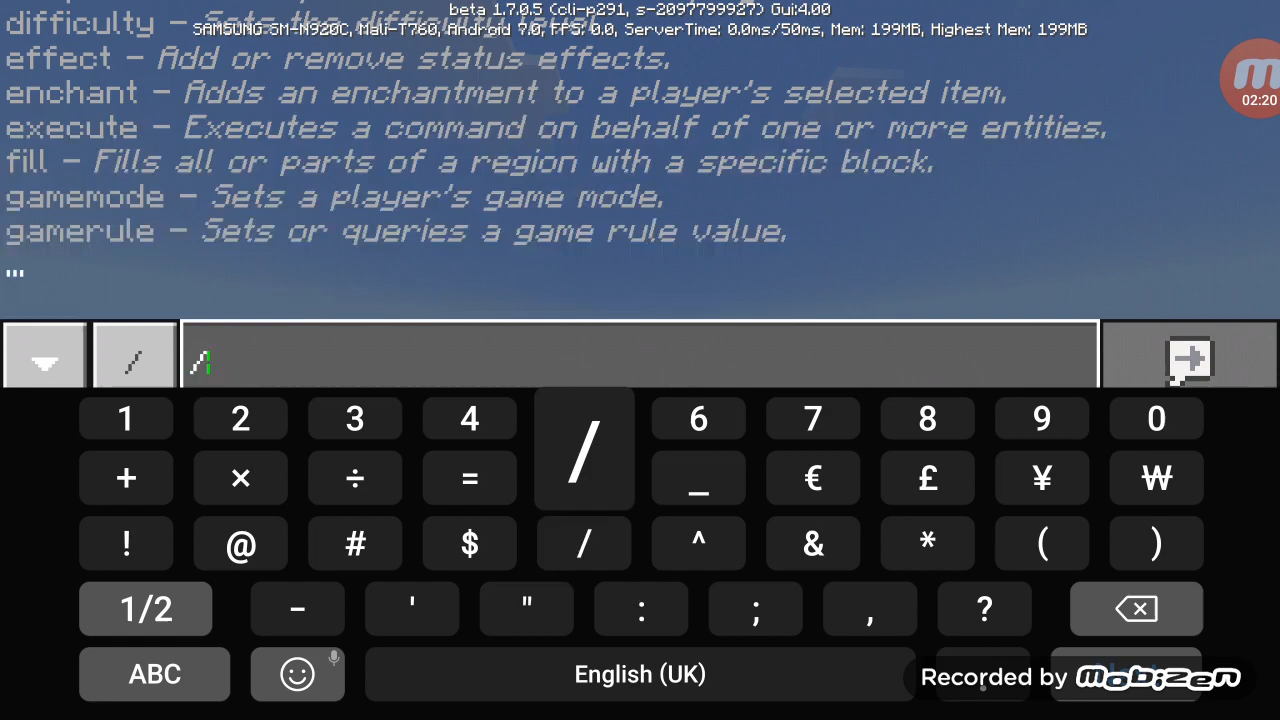 beta 1.7.0.5 (cli-p291, s-2097799927) Gui:4.00
difficulty - Sets the difficulty level.
SAMSUNG SM-N920C, Mali-T760, Android 7.0, FPS: 0.0, ServerTime: 0.0ms/50ms, Mem: 199MB, Highest Mem: 199MB
effect - Add or remove status effects.
enchant - Adds an enchantment to a player's selected item.
execute - Executes a command on behalf of one or more entities.
02:20
fill - Fills all or parts of a region with a specific block.
gamemode - Sets a player's game mode.
gamerule - Sets or queries a game rule value.
...
/ /
1 2 3 4 / 6 7 8 9 0
+ × ÷ = _ € £ ¥ ₩
! @ # $ / ^ & * ( )
1/2 - ' " : ; , ?
ABC English (UK) .
Recorded by mobizen